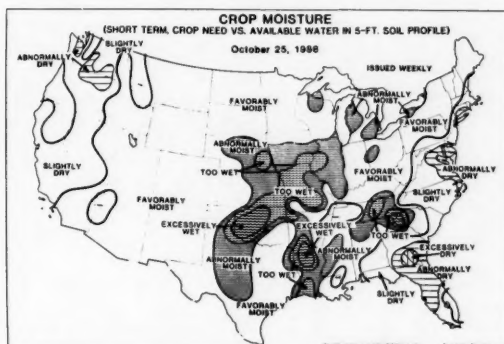 CROP MOISTURE
(SHORT TERM, CROP NEED VS. AVAILABLE WATER IN 5-FT. SOIL PROFILE)
October 25, 1986
ISSUED WEEKLY
ABNORMALLY
DRY
SLIGHTLY
DRY
FAVORABLY
MOIST
ABNORMALLY
MOIST
FAVORABLY
MOIST
ABNORMALLY
MOIST
TOO WET
TOO WET
FAVORABLY
MOIST
ABNORMALLY
DRY
SLIGHTLY
DRY
SLIGHTLY
DRY
FAVORABLY
MOIST
EXCESSIVELY
WET
EXCESSIVELY
WET
ABNORMALLY
MOIST
TOO WET
ABNORMALLY
MOIST
TOO WET
EXCESSIVELY
DRY
ABNORMALLY
DRY
SLIGHTLY
DRY
FAVORABLY
MOIST